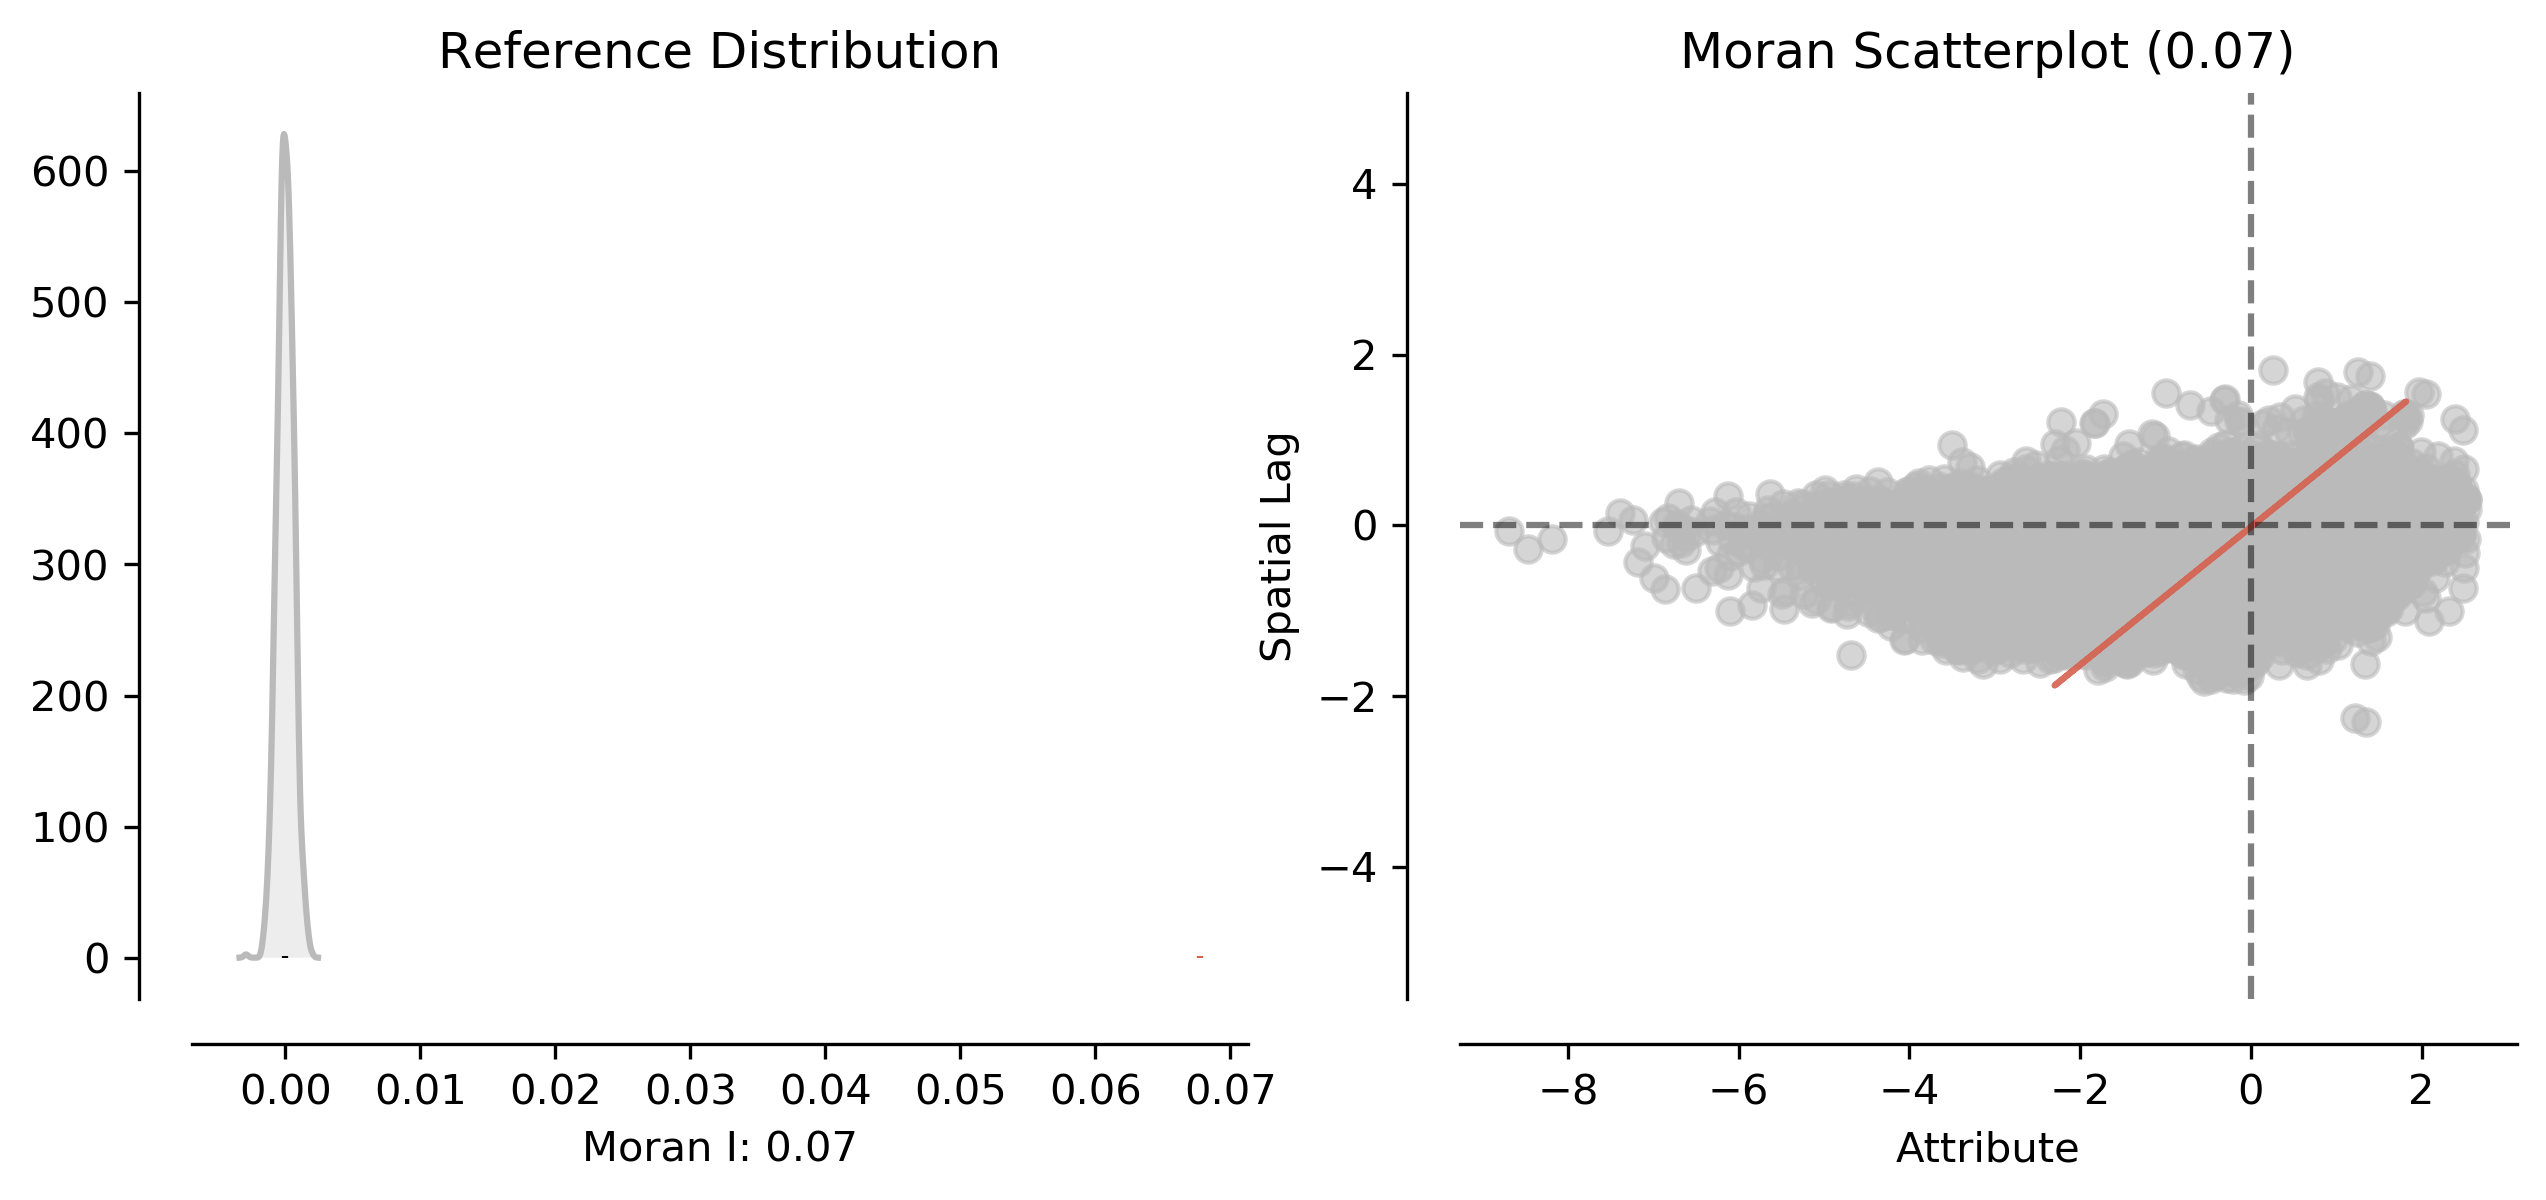 Reference Distribution
600
500
400
300
200
100
0
0.00 0.01 0.02 0.03 0.04 0.05 0.06 0.07
Moran I: 0.07
Moran Scatterplot (0.07)
Spatial Lag
4
2
0
−2
−4
−8 −6 −4 −2 0 2
Attribute